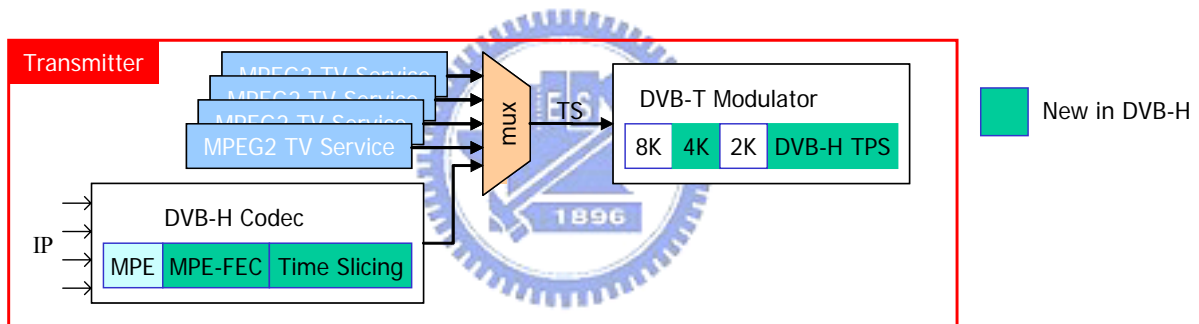 Transmitter
MPEG2 TV Service
MPEG2 TV Service
MPEG2 TV Service
MPEG2 TV Service
mux
TS
DVB-T Modulator
8K 4K 2K DVB-H TPS
New in DVB-H
IP
DVB-H Codec
MPE MPE-FEC Time Slicing
ES
1896